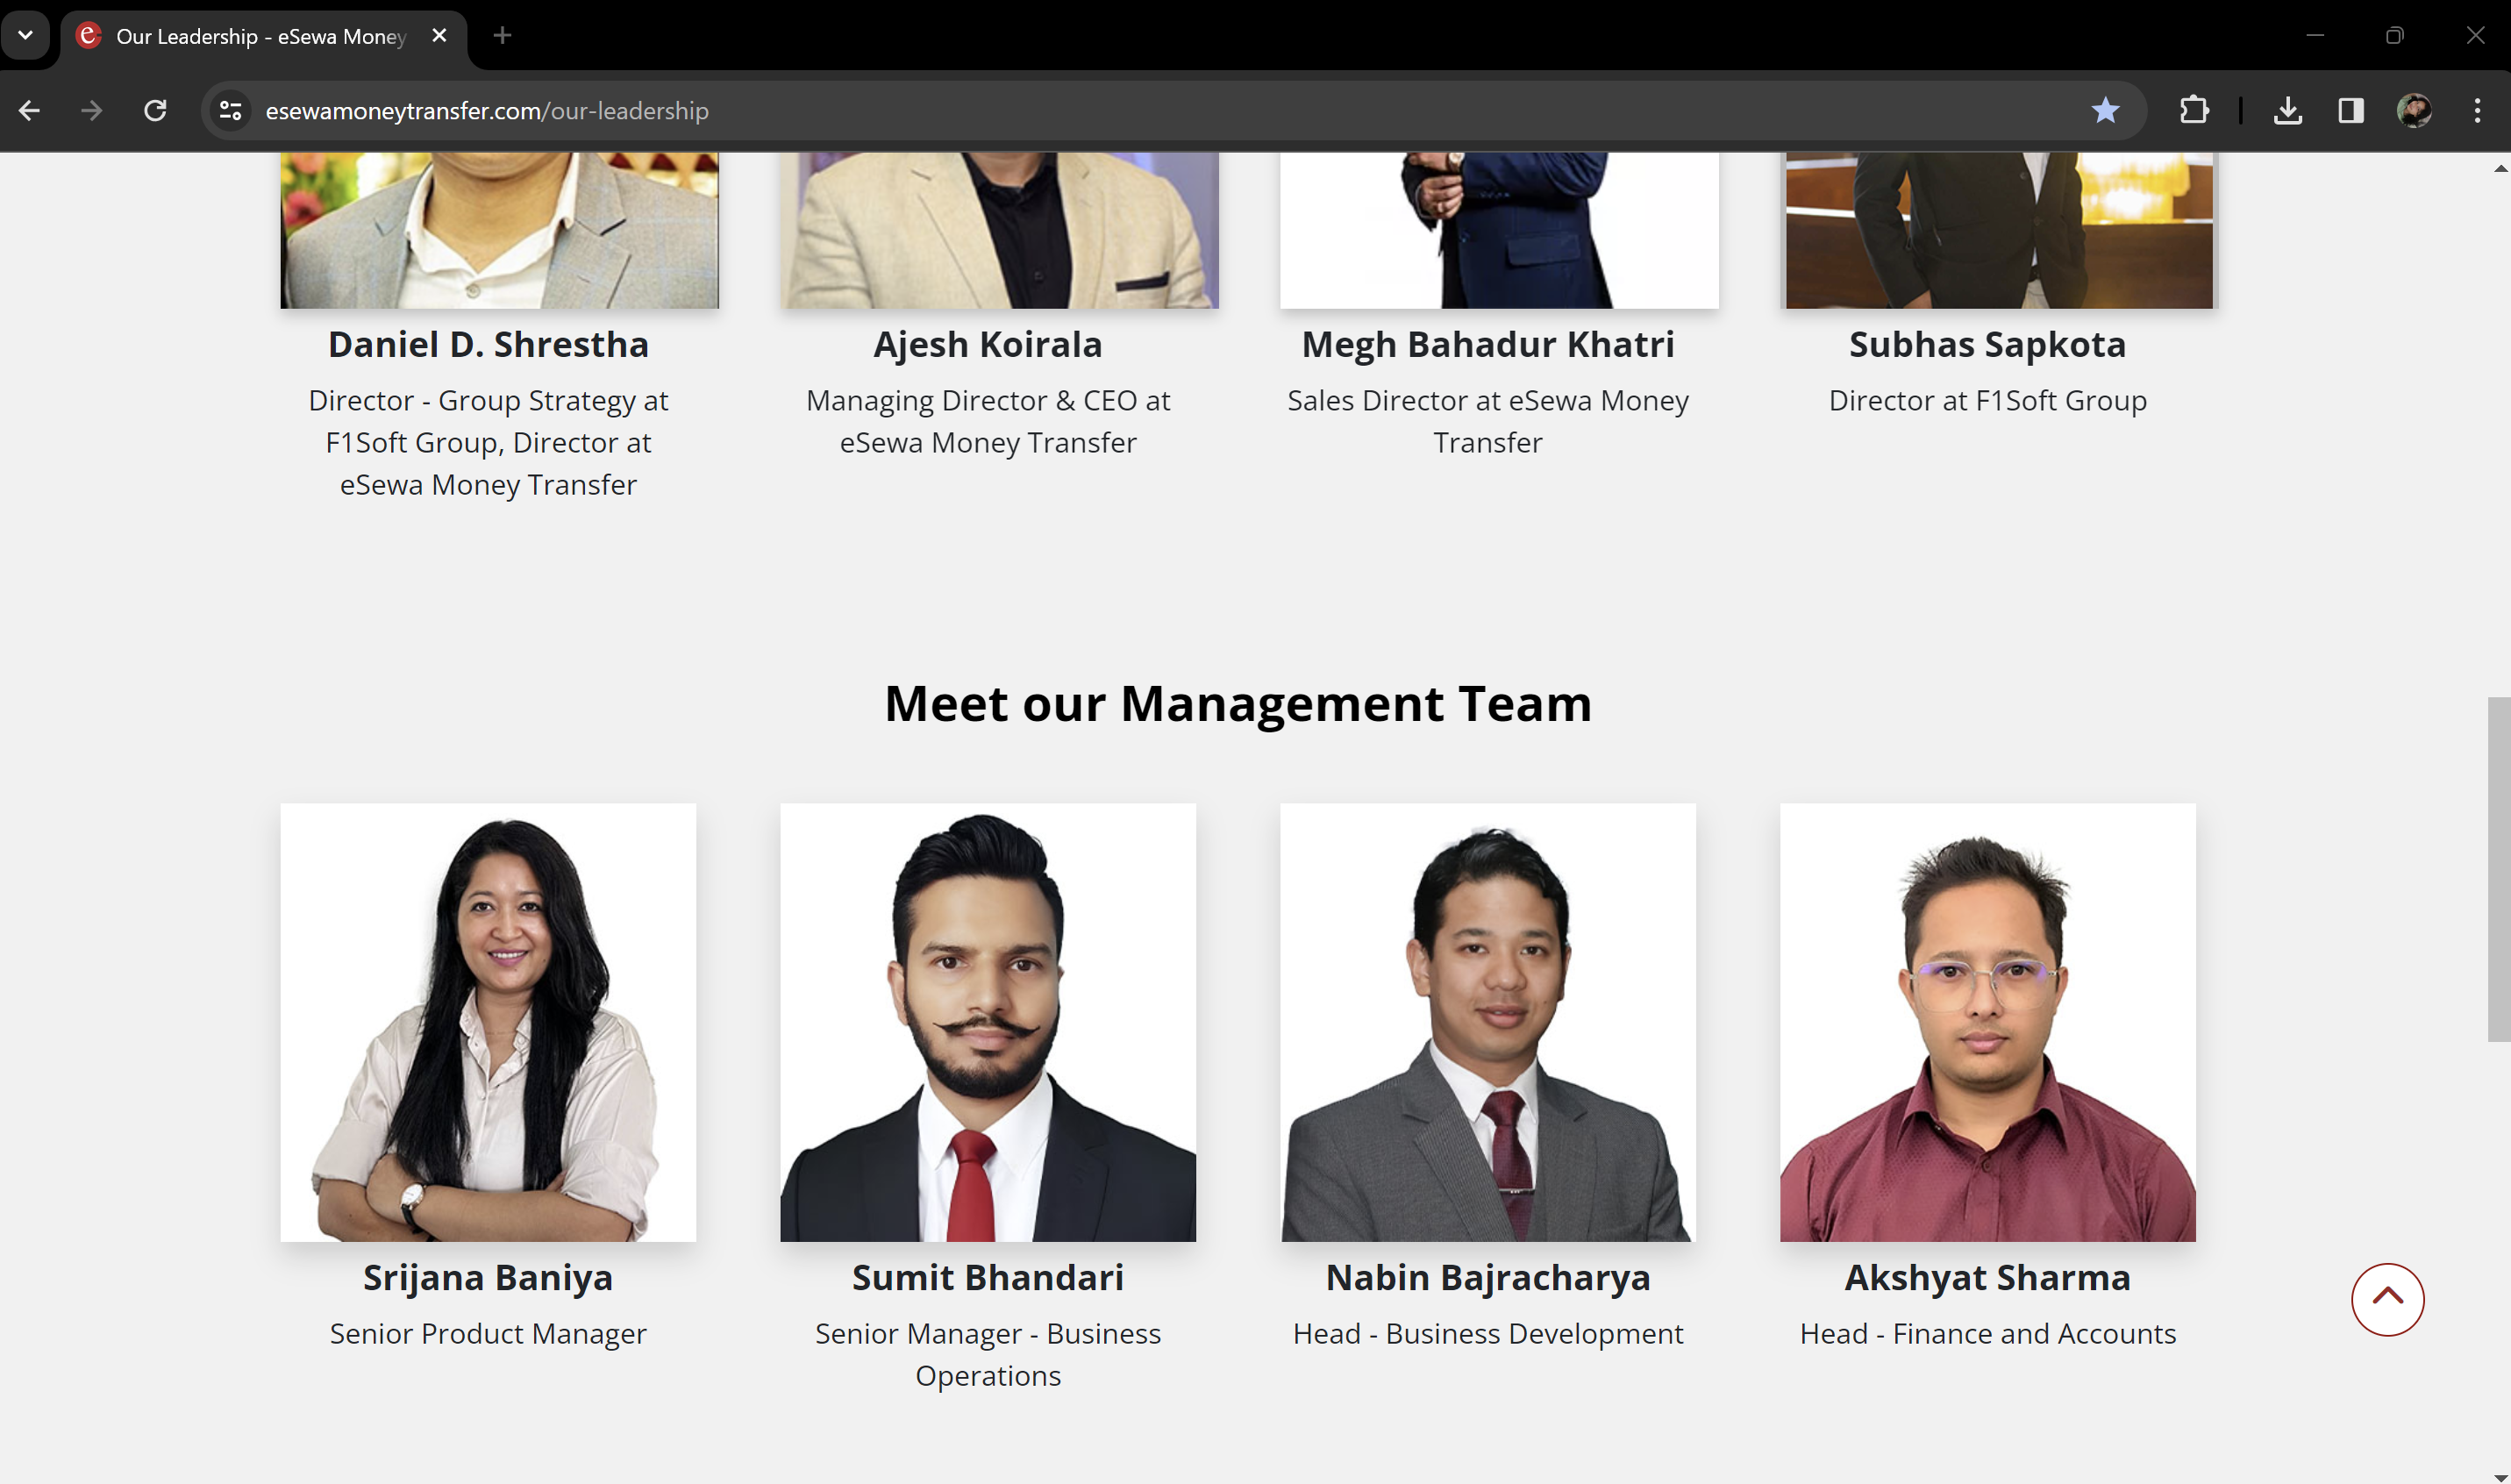 Our Leadership - eSewa Money
esewamoneytransfer.com/our-leadership
Daniel D. Shrestha
Director - Group Strategy at
F1Soft Group, Director at
eSewa Money Transfer
Ajesh Koirala
Managing Director & CEO at
eSewa Money Transfer
Megh Bahadur Khatri
Sales Director at eSewa Money
Transfer
Subhas Sapkota
Director at F1Soft Group
Meet our Management Team
Srijana Baniya
Senior Product Manager
Sumit Bhandari
Senior Manager - Business
Operations
Nabin Bajracharya
Head - Business Development
Akshyat Sharma
Head - Finance and Accounts